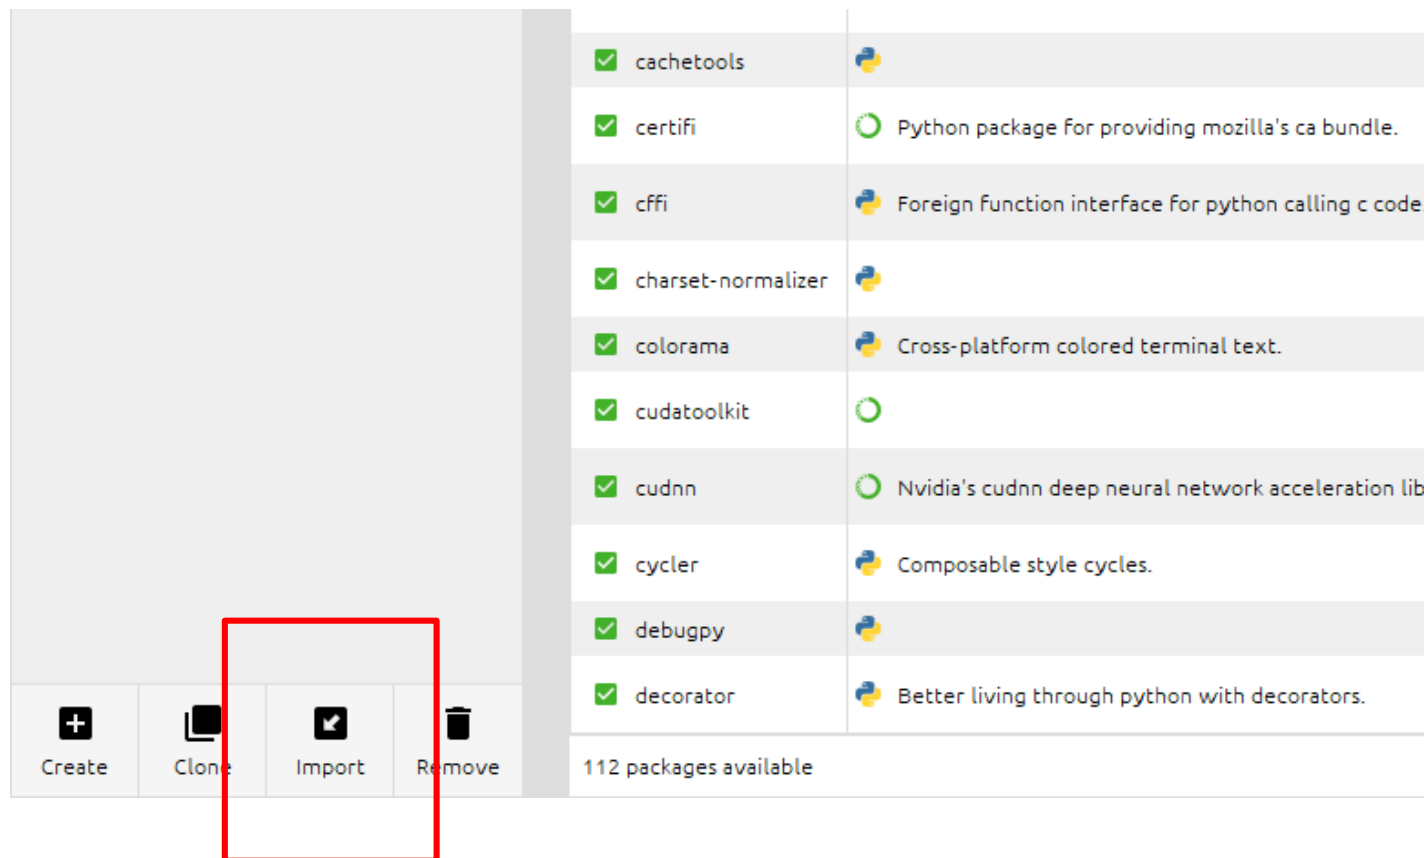 cachetools
certifi Python package for providing mozilla's ca bundle.
cffi Foreign function interface for python calling c code
charset-normalizer
colorama Cross-platform colored terminal text.
cudatoolkit
cudnn Nvidia's cudnn deep neural network acceleration lib
cycler Composable style cycles.
debugpy
decorator Better living through python with decorators.
Create Clone Import Remove
112 packages available